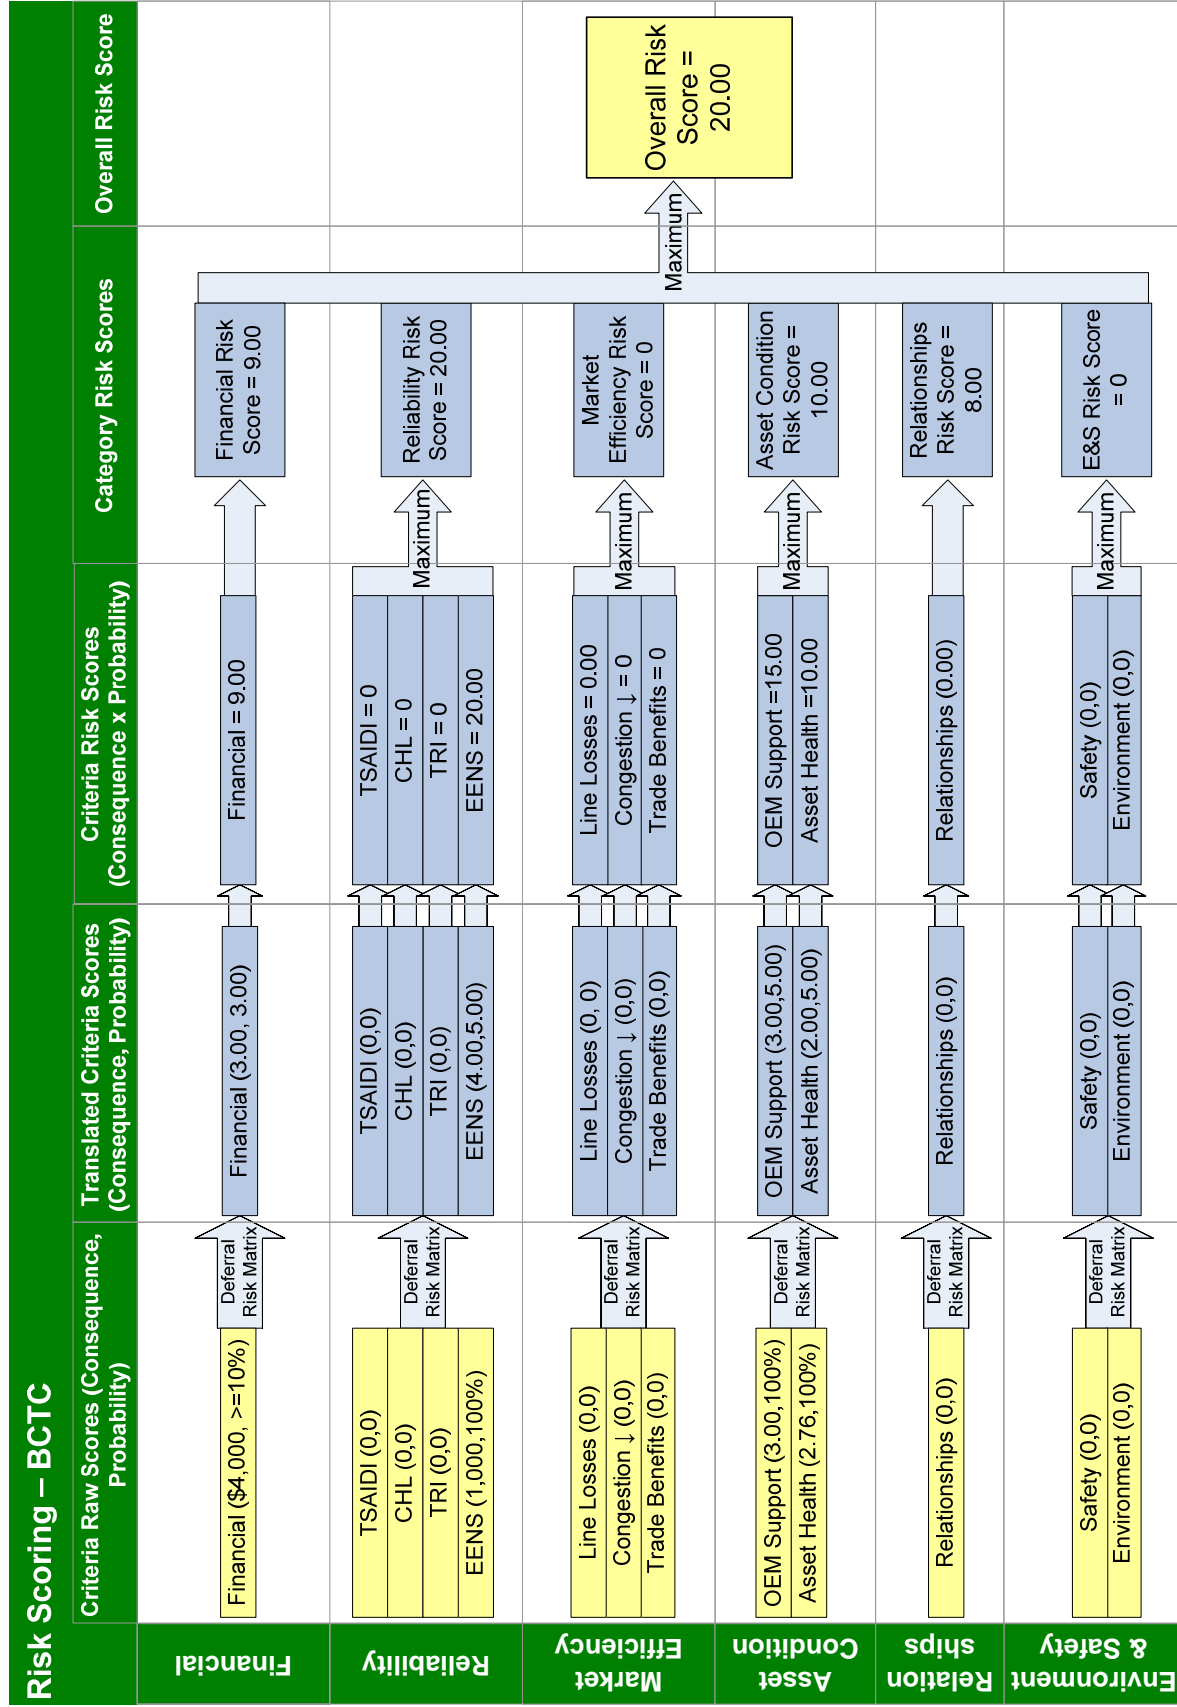 Risk Scoring – BCTC
Criteria Raw Scores (Consequence,
Probability)
Translated Criteria Scores
(Consequence, Probability)
Criteria Risk Scores
(Consequence x Probability)
Category Risk Scores
Overall Risk Score
Financial
Financial ($4,000, >=10%)
Deferral
Risk Matrix
Financial (3.00, 3.00)
Financial = 9.00
Financial Risk
Score = 9.00
Reliability
TSAIDI (0,0)
CHL (0,0)
TRI (0,0)
EENS (1,000,100%)
Deferral
Risk Matrix
TSAIDI (0,0)
CHL (0,0)
TRI (0,0)
EENS (4.00,5.00)
TSAIDI = 0
CHL = 0
TRI = 0
EENS = 20.00
Maximum
Reliability Risk
Score = 20.00
Market
Efficiency
Line Losses (0,0)
Congestion ↓ (0,0)
Trade Benefits (0,0)
Deferral
Risk Matrix
Line Losses (0, 0)
Congestion ↓ (0,0)
Trade Benefits (0,0)
Line Losses = 0.00
Congestion ↓ = 0
Trade Benefits = 0
Maximum
Market
Efficiency Risk
Score = 0
Asset
Condition
OEM Support (3.00,100%)
Asset Health (2.76,100%)
Deferral
Risk Matrix
OEM Support (3.00,5.00)
Asset Health (2.00,5.00)
OEM Support =15.00
Asset Health =10.00
Maximum
Asset Condition
Risk Score =
10.00
Relation
ships
Relationships (0,0)
Deferral
Risk Matrix
Relationships (0,0)
Relationships (0.00)
Relationships
Risk Score =
8.00
Environment
& Safety
Safety (0,0)
Environment (0,0)
Deferral
Risk Matrix
Safety (0,0)
Environment (0,0)
Safety (0,0)
Environment (0,0)
Maximum
E&S Risk Score
= 0
Maximum
Overall Risk
Score =
20.00